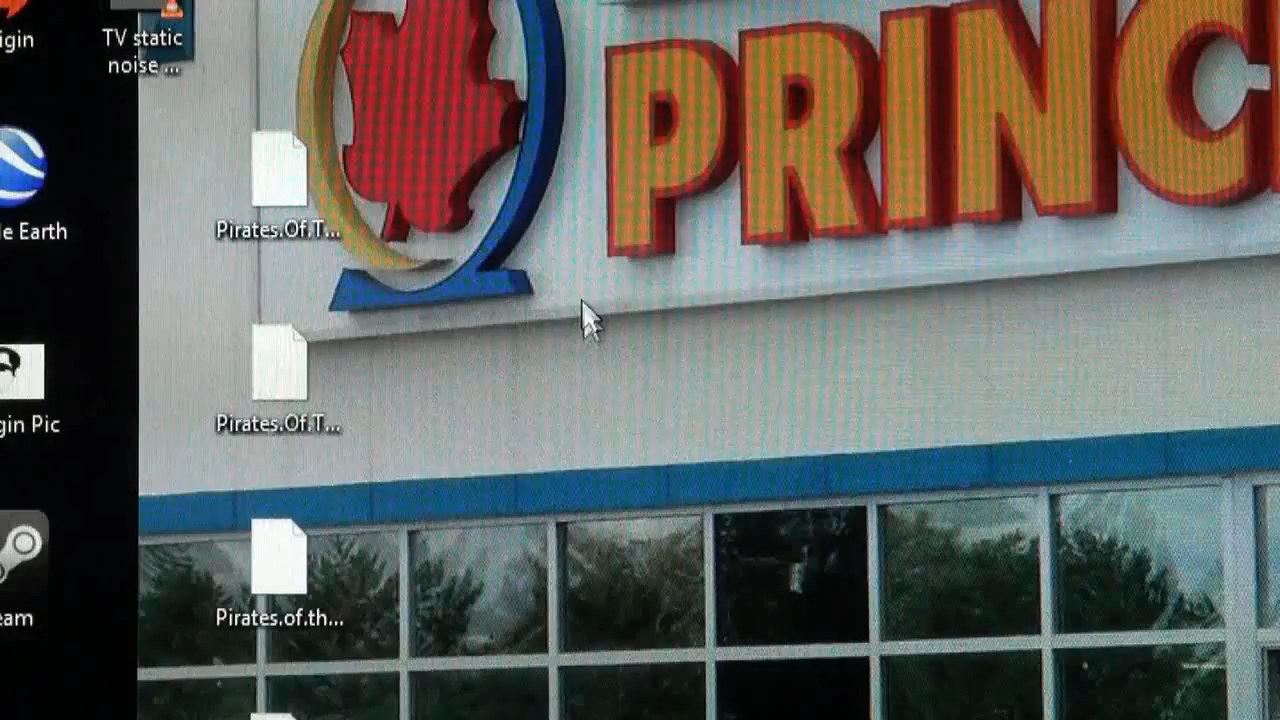 igin
TV static
noise ...
PRINC
Pirates.Of.T...
le Earth
Pirates.Of.T...
gin Pic
Pirates.of.th...
eam